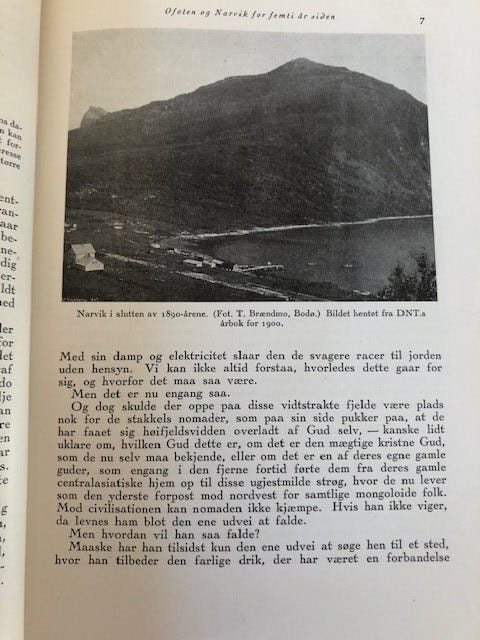 Ofoten og Narvik for femti år siden
7
Narvik i slutten av 1890-årene. (Fot. T. Brændmo, Bodø.) Bildet hentet fra DNT.s
årbok for 1900.
Med sin damp og elektricitet slaar den de svagere racer til jorden
uden hensyn. Vi kan ikke altid forstaa, hvorledes dette gaar for
sig, og hvorfor det maa saa være.
Men det er nu engang saa.
Og dog skulde der oppe paa disse vidtstrakte fjelde være plads
nok for de stakkels nomader, som paa sin side pukker paa, at de
har faaet sig høifjeldsvidden overladt af Gud selv, — kanske lidt
uklare om, hvilken Gud dette er, om det er den mægtige kristne Gud,
som de nu selv maa bekjende, eller om det er en af deres egne gamle
guder, som engang i den fjerne fortid førte dem fra deres gamle
centralasiatiske hjem op til disse ugjestmilde strøg, hvor de nu lever
som den yderste forpost mod nordvest for samtlige mongoloide folk.
Mod civilisationen kan nomaden ikke kjæmpe. Hvis han ikke viger,
da levnes ham blot den ene udvei at falde.
Men hvordan vil han saa falde?
Maaske har han tilsidst kun den ene udvei at søge hen til et sted,
hvor han tilbeder den farlige drik, der har været en forbandelse